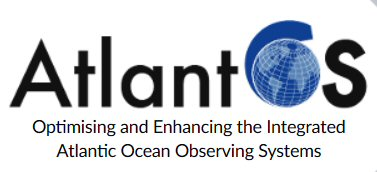 AtlantOS
Optimising and Enhancing the Integrated
Atlantic Ocean Observing Systems